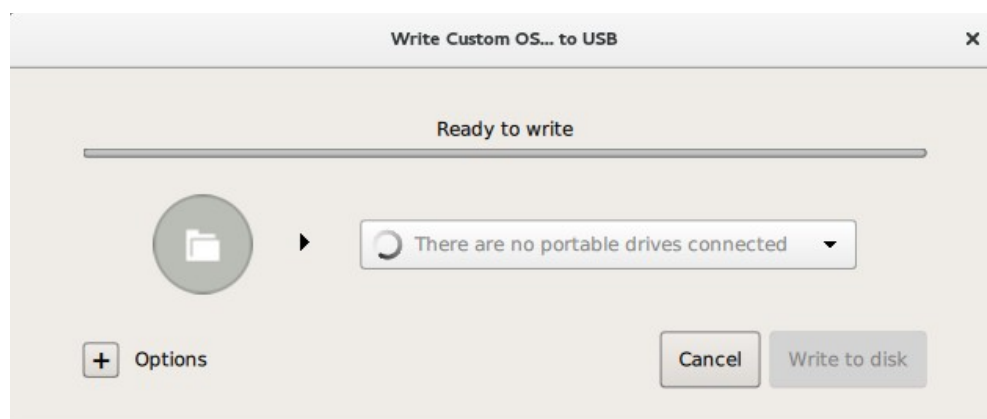 Write Custom OS... to USB
Ready to write
There are no portable drives connected
Options
Cancel
Write to disk